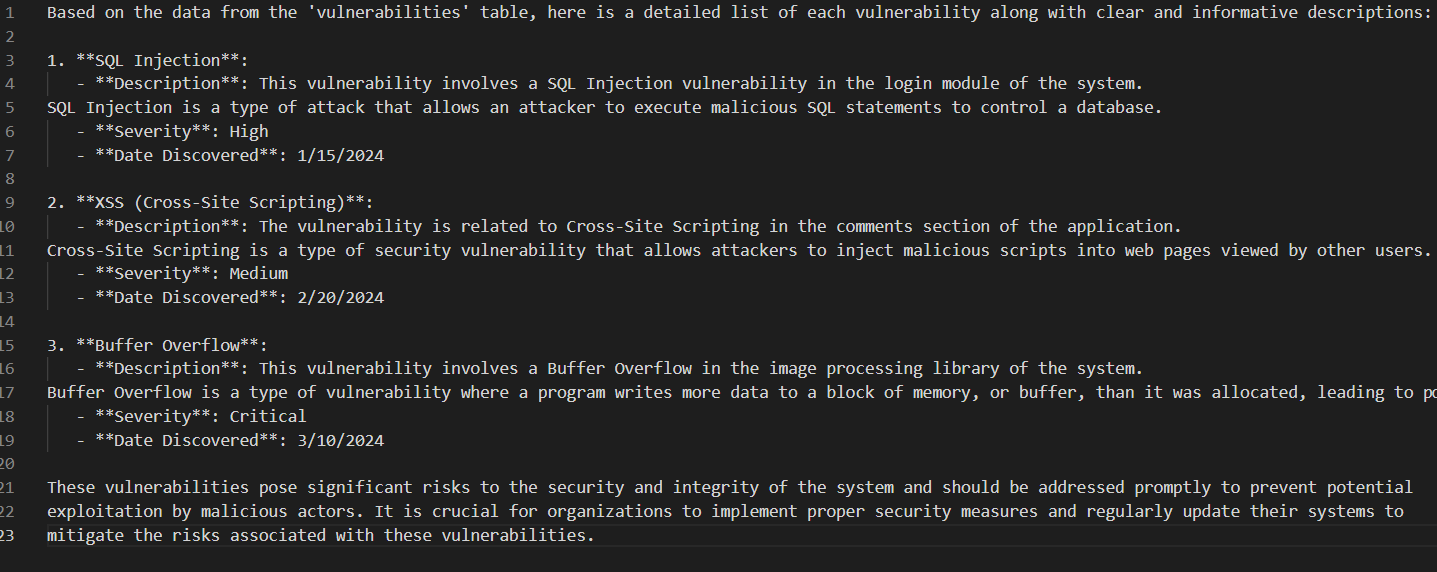 1 Based on the data from the 'vulnerabilities' table, here is a detailed list of each vulnerability along with clear and informative descriptions:
2
3 1. **SQL Injection**:
4 - **Description**: This vulnerability involves a SQL Injection vulnerability in the login module of the system.
5 SQL Injection is a type of attack that allows an attacker to execute malicious SQL statements to control a database.
6 - **Severity**: High
7 - **Date Discovered**: 1/15/2024
8
9 2. **XSS (Cross-Site Scripting)**:
10 - **Description**: The vulnerability is related to Cross-Site Scripting in the comments section of the application.
11 Cross-Site Scripting is a type of security vulnerability that allows attackers to inject malicious scripts into web pages viewed by other users.
12 - **Severity**: Medium
13 - **Date Discovered**: 2/20/2024
14
15 3. **Buffer Overflow**:
16 - **Description**: This vulnerability involves a Buffer Overflow in the image processing library of the system.
17 Buffer Overflow is a type of vulnerability where a program writes more data to a block of memory, or buffer, than it was allocated, leading to
18 - **Severity**: Critical
19 - **Date Discovered**: 3/10/2024
20
21 These vulnerabilities pose significant risks to the security and integrity of the system and should be addressed promptly to prevent potential
22 exploitation by malicious actors. It is crucial for organizations to implement proper security measures and regularly update their systems to
23 mitigate the risks associated with these vulnerabilities.